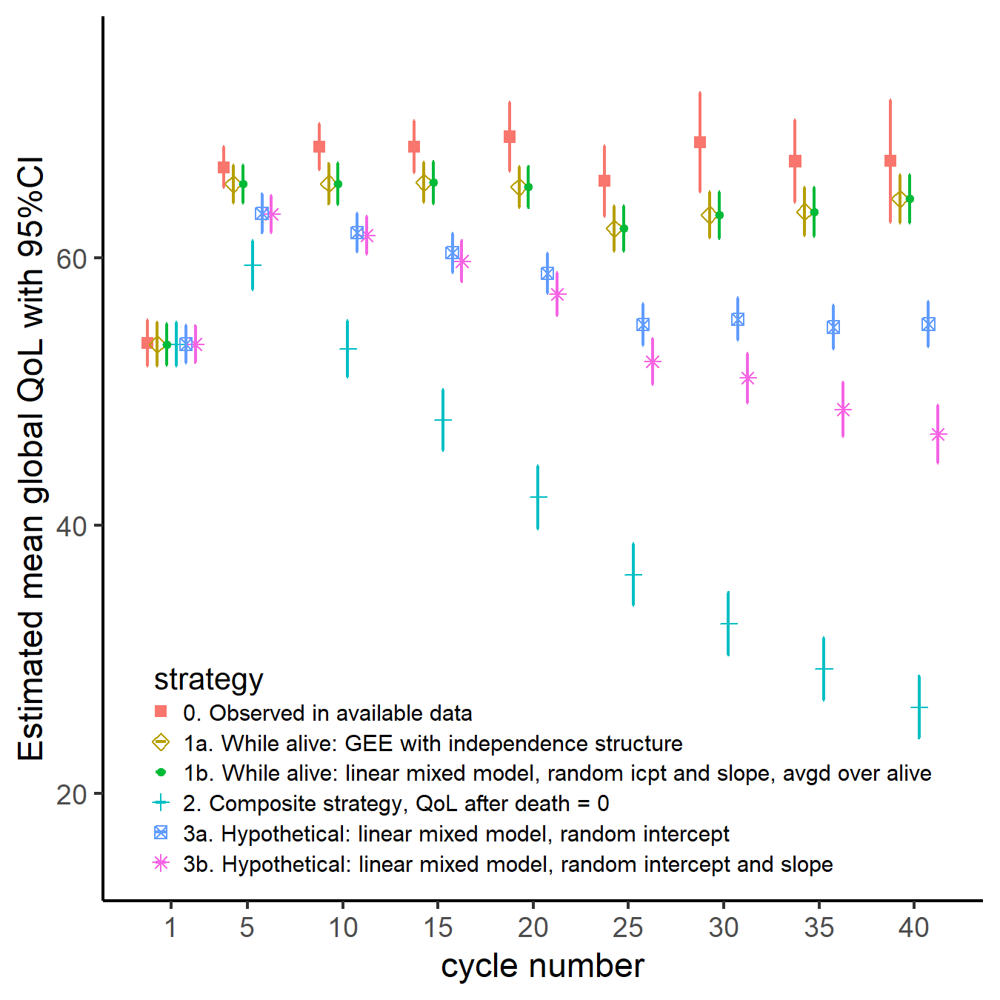 Estimated mean global QoL with 95%CI
60
40
20
strategy
0. Observed in available data
1a. While alive: GEE with independence structure
1b. While alive: linear mixed model, random icpt and slope, avgd over alive
2. Composite strategy, QoL after death = 0
3a. Hypothetical: linear mixed model, random intercept
3b. Hypothetical: linear mixed model, random intercept and slope
1 5 10 15 20 25 30 35 40
cycle number